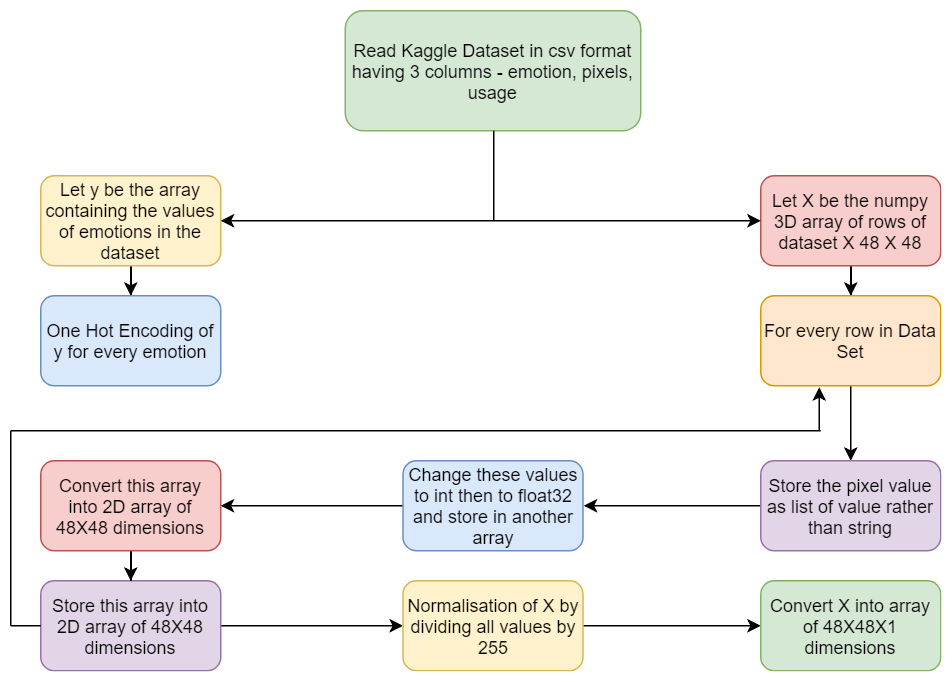 Read Kaggle Dataset in csv format
having 3 columns - emotion, pixels,
usage
Let y be the array
containing the values
of emotions in the
dataset
Let X be the numpy
3D array of rows of
dataset X 48 X 48
One Hot Encoding of
y for every emotion
For every row in Data
Set
Convert this array
into 2D array of
48X48 dimensions
Change these values
to int then to float32
and store in another
array
Store the pixel value
as list of value rather
than string
Store this array into
2D array of 48X48
dimensions
Normalisation of X by
dividing all values by
255
Convert X into array
of 48X48X1
dimensions